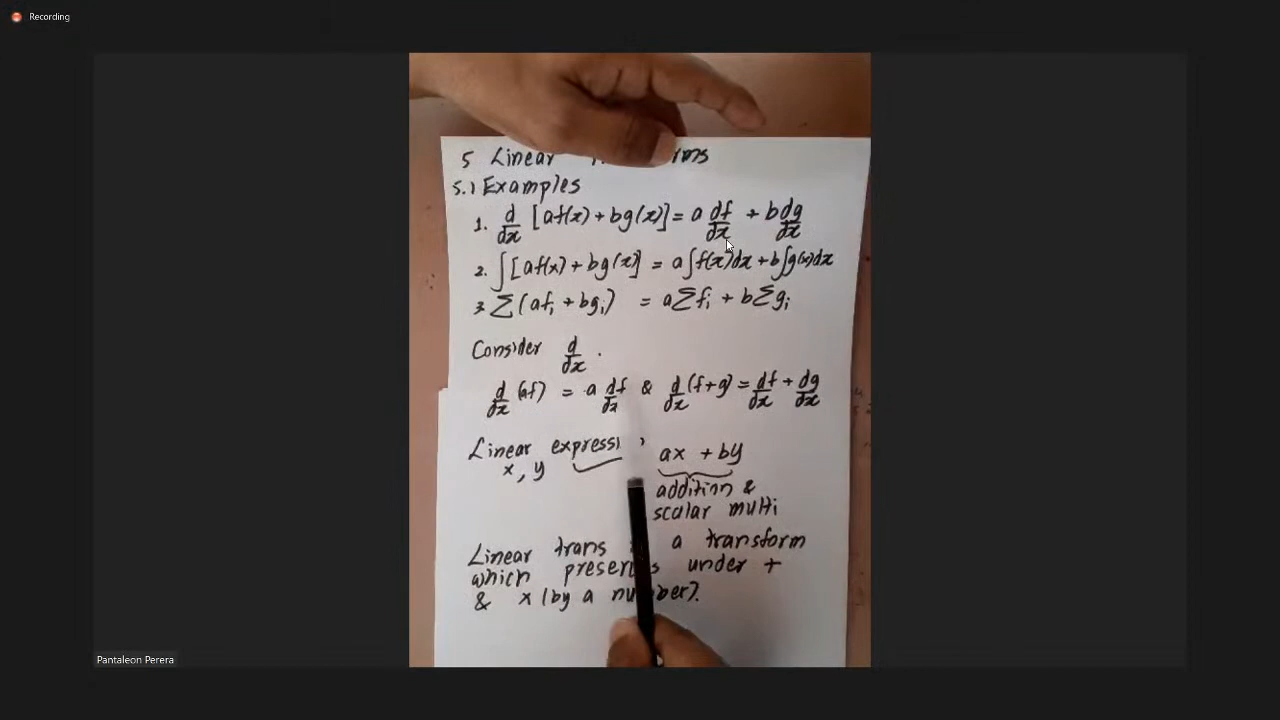 Recording
5 Linear
5.1 Examples
1. d/dx [af(x) + bg(x)] = a df/dx + b dg/dx
2. ∫[af(x) + bg(x)] = a∫f(x)dx + b∫g(x)dx
3. Σ(afᵢ + bgᵢ) = aΣfᵢ + bΣgᵢ
Consider d/dx .
d/dx (af) = a df/dx & d/dx (f+g) = df/dx + dg/dx
Linear expressi ax + by
x, y
addition &
scalar multi
Linear trans a transform
which under +
& x (by a number).
Pantaleon Perera